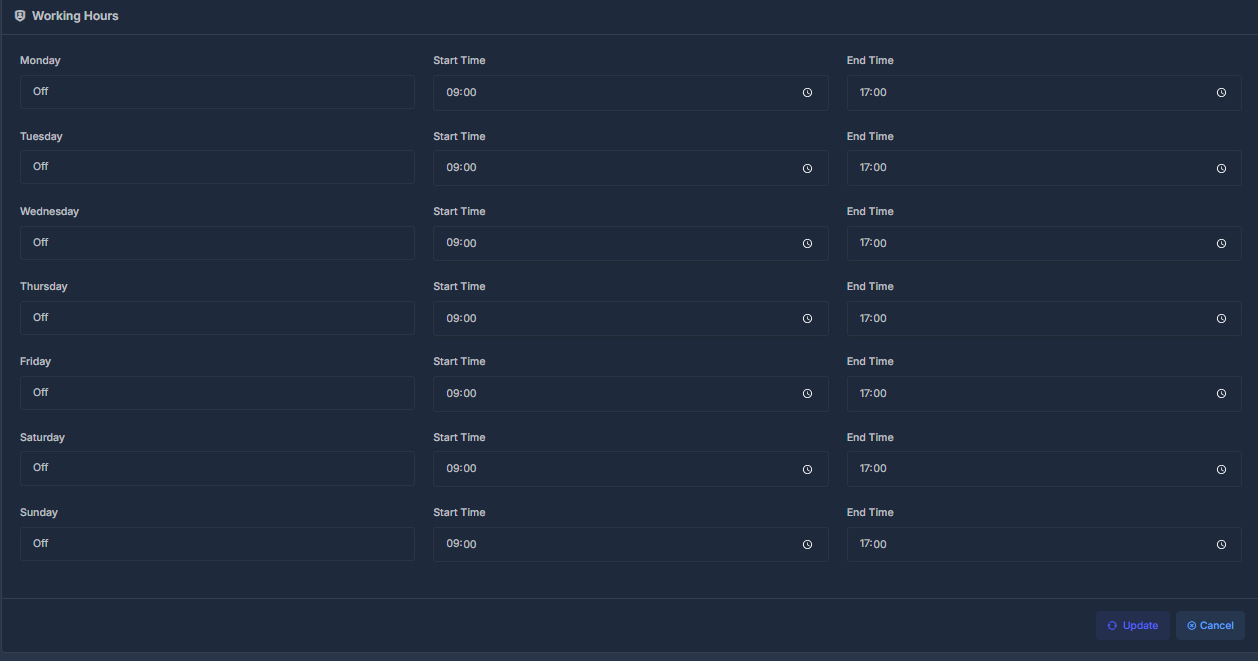 Working Hours
Monday Start Time End Time
Off 09:00 17:00
Tuesday Start Time End Time
Off 09:00 17:00
Wednesday Start Time End Time
Off 09:00 17:00
Thursday Start Time End Time
Off 09:00 17:00
Friday Start Time End Time
Off 09:00 17:00
Saturday Start Time End Time
Off 09:00 17:00
Sunday Start Time End Time
Off 09:00 17:00
Update Cancel